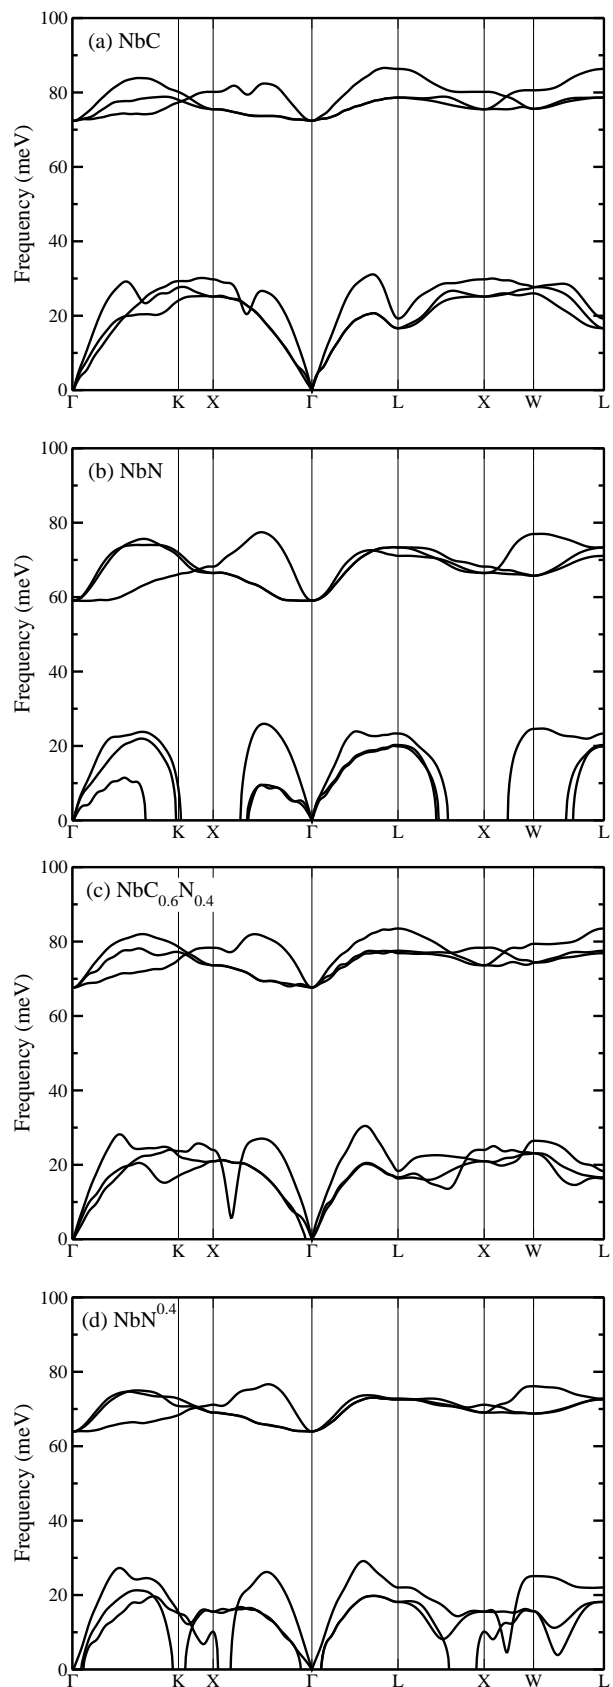 (a) NbC
Frequency (meV)
100
80
60
40
20
0
Γ K X Γ L X W L
(b) NbN
Frequency (meV)
100
80
60
40
20
0
Γ K X Γ L X W L
(c) NbC0.6N0.4
Frequency (meV)
100
80
60
40
20
0
Γ K X Γ L X W L
(d) NbN0.4
Frequency (meV)
100
80
60
40
20
0
Γ K X Γ L X W L